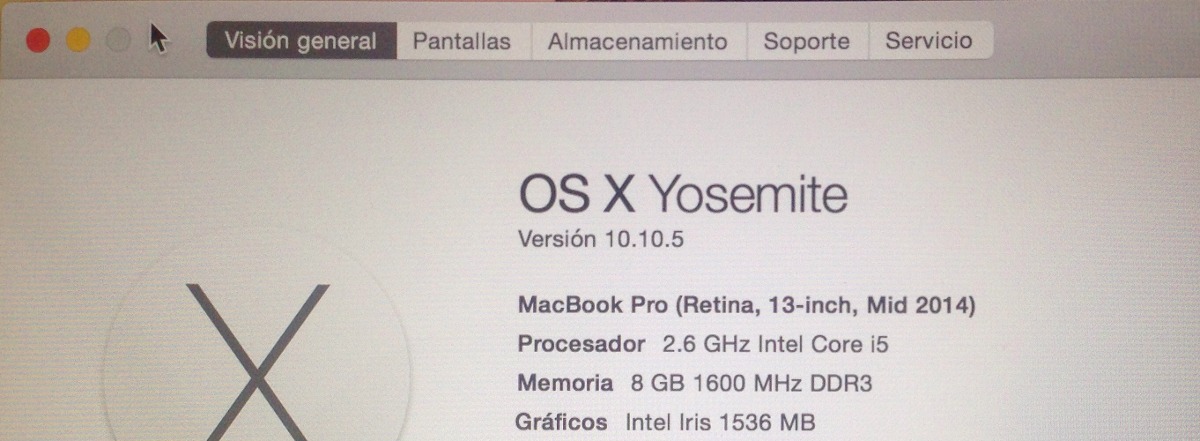 Visión general Pantallas Almacenamiento Soporte Servicio
OS X Yosemite
Versión 10.10.5
MacBook Pro (Retina, 13-inch, Mid 2014)
Procesador 2.6 GHz Intel Core i5
Memoria 8 GB 1600 MHz DDR3
Gráficos Intel Iris 1536 MB